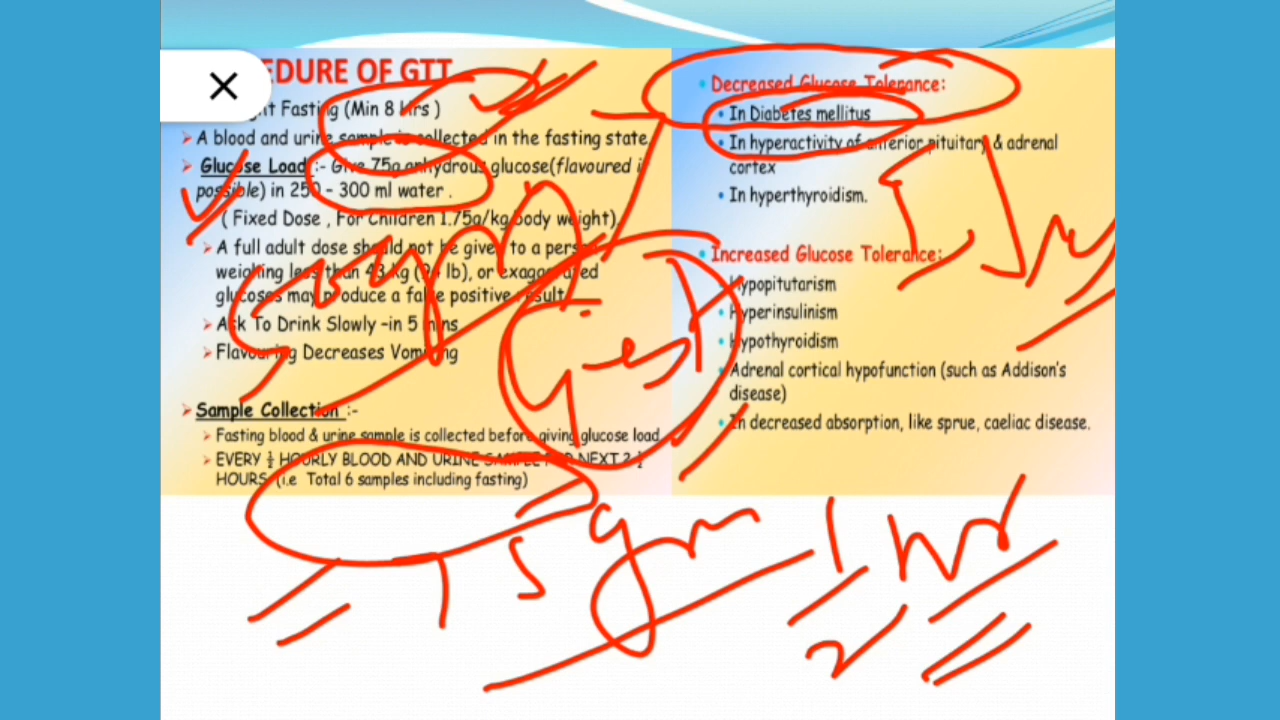 EDURE OF GTT
ht Fasting (Min 8 Hrs )
A blood and urine sample is collected in the fasting state.
Glucose Load :- Give 75g anhydrous glucose(flavoured i
possible) in 250 – 300 ml water .
( Fixed Dose , For Children 1.75g/kg body weight).
A full adult dose should not be given to a person
weighing less than 43 kg (94 lb), or exaggerated
glucoses may produce a false positive result.
Ask To Drink Slowly –in 5 mins
Flavouring Decreases Vomiting
Sample Collection :-
Fasting blood & urine sample is collected before giving glucose load
EVERY ½ HOURLY BLOOD AND URINE SAMPLE FOR NEXT 2 ½
HOURS. (i.e Total 6 samples including fasting)
Decreased Glucose Tolerance:
In Diabetes mellitus
In hyperactivity of anterior pituitary & adrenal
cortex
In hyperthyroidism.
Increased Glucose Tolerance:
Hypopitutarism
Hyperinsulinism
Hypothyroidism
Adrenal cortical hypofunction (such as Addison's
disease)
In decreased absorption, like sprue, caeliac disease.
gm
1 hr
2